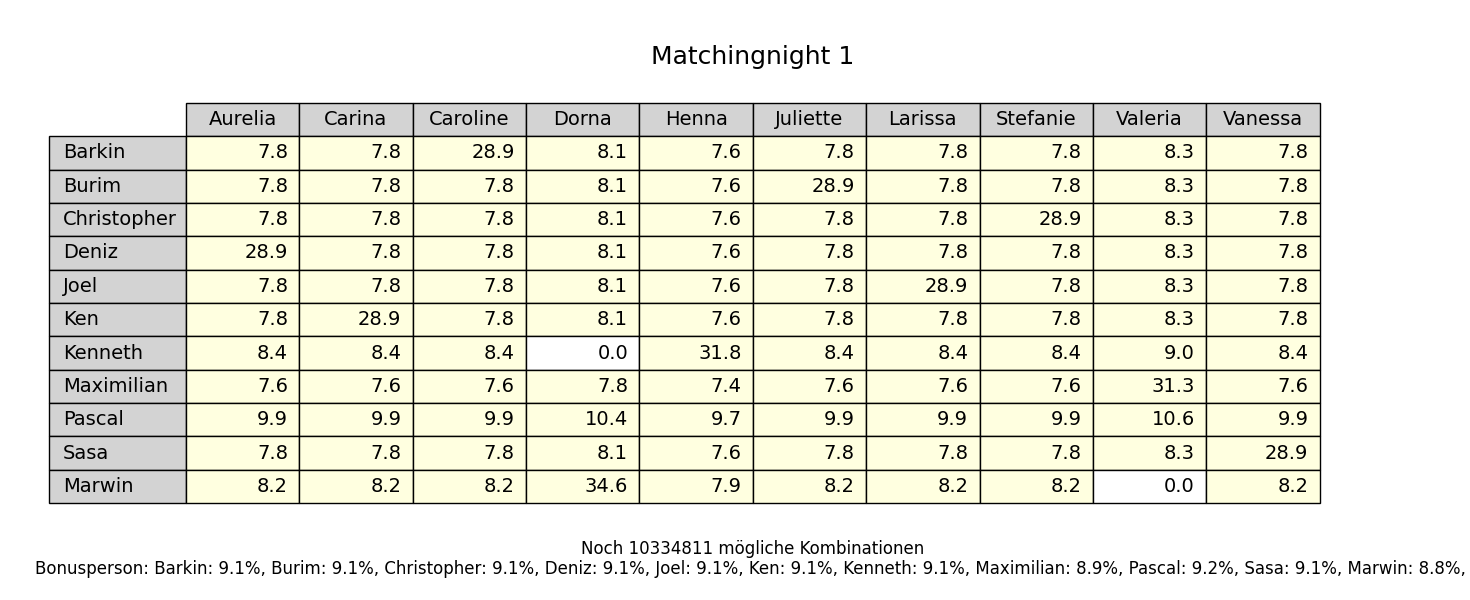 Matchingnight 1
Aurelia Carina Caroline Dorna Henna Juliette Larissa Stefanie Valeria Vanessa
Barkin 7.8 7.8 28.9 8.1 7.6 7.8 7.8 7.8 8.3 7.8
Burim 7.8 7.8 7.8 8.1 7.6 28.9 7.8 7.8 8.3 7.8
Christopher 7.8 7.8 7.8 8.1 7.6 7.8 7.8 28.9 8.3 7.8
Deniz 28.9 7.8 7.8 8.1 7.6 7.8 7.8 7.8 8.3 7.8
Joel 7.8 7.8 7.8 8.1 7.6 7.8 28.9 7.8 8.3 7.8
Ken 7.8 28.9 7.8 8.1 7.6 7.8 7.8 7.8 8.3 7.8
Kenneth 8.4 8.4 8.4 0.0 31.8 8.4 8.4 8.4 9.0 8.4
Maximilian 7.6 7.6 7.6 7.8 7.4 7.6 7.6 7.6 31.3 7.6
Pascal 9.9 9.9 9.9 10.4 9.7 9.9 9.9 9.9 10.6 9.9
Sasa 7.8 7.8 7.8 8.1 7.6 7.8 7.8 7.8 8.3 28.9
Marwin 8.2 8.2 8.2 34.6 7.9 8.2 8.2 8.2 0.0 8.2
Noch 10334811 mögliche Kombinationen
Bonusperson: Barkin: 9.1%, Burim: 9.1%, Christopher: 9.1%, Deniz: 9.1%, Joel: 9.1%, Ken: 9.1%, Kenneth: 9.1%, Maximilian: 8.9%, Pascal: 9.2%, Sasa: 9.1%, Marwin: 8.8%,